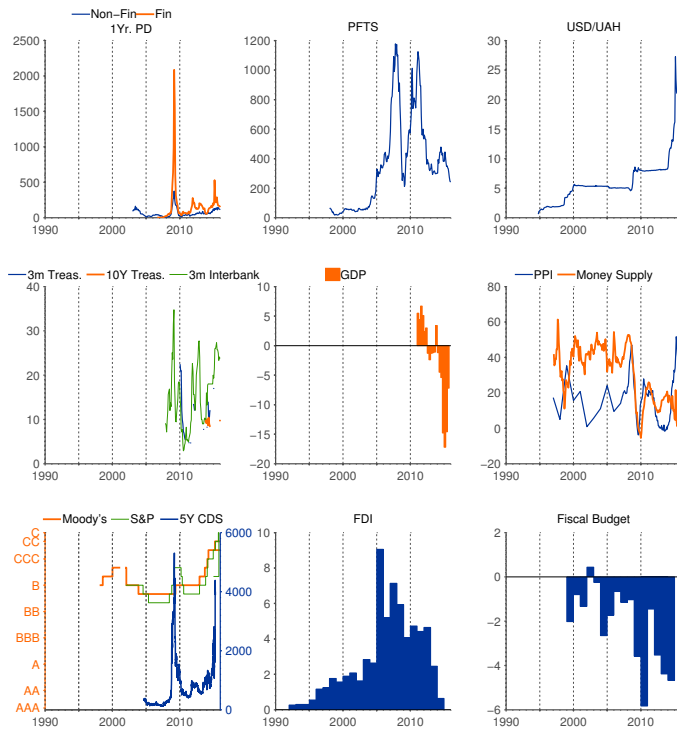 Non−Fin Fin
1Yr. PD
PFTS
USD/UAH
2500
2000
1500
1000
500
0
1990 2000 2010
1200
1000
800
600
400
200
0
1990 2000 2010
30
25
20
15
10
5
0
1990 2000 2010
3m Treas. 10Y Treas. 3m Interbank
GDP
PPI Money Supply
40
30
20
10
0
1990 2000 2010
10
5
0
−5
−10
−15
−20
1990 2000 2010
80
60
40
20
0
−20
1990 2000 2010
Moody's S&P 5Y CDS
FDI
Fiscal Budget
C
CC
CCC
B
BB
BBB
A
AA
AAA
6000
4000
2000
0
1990 2000 2010
10
8
6
4
2
0
1990 2000 2010
2
0
−2
−4
−6
1990 2000 2010